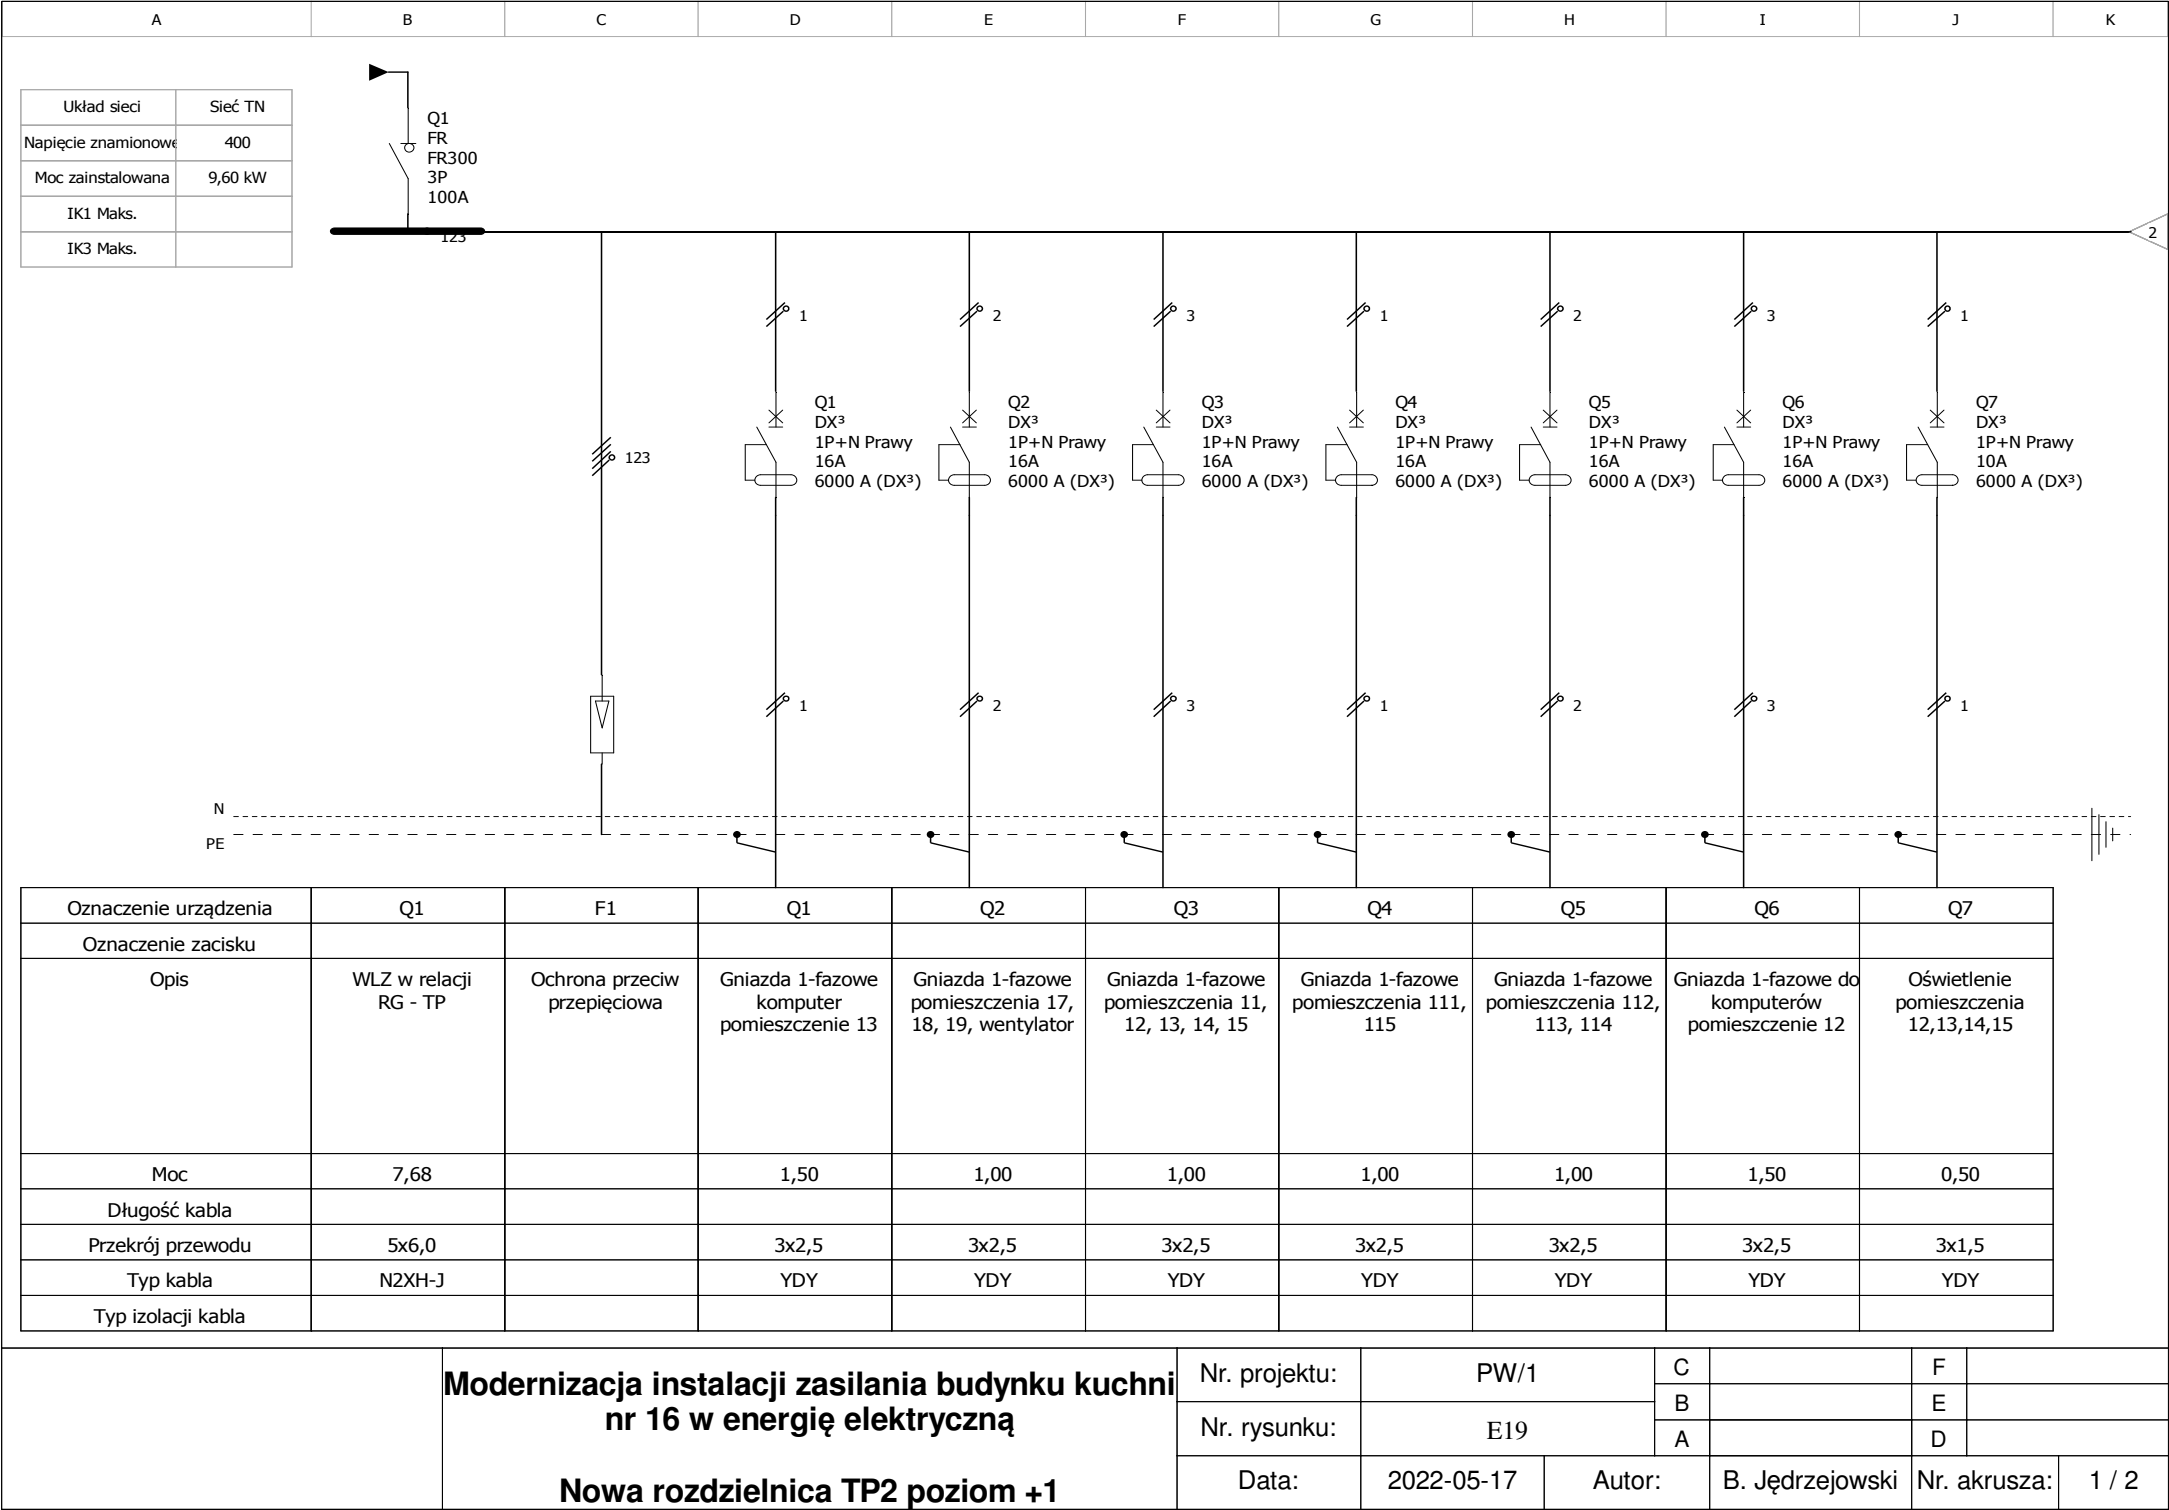 A B C D E F G H I J K
Układ sieci Sieć TN
Napięcie znamionowe 400
Moc zainstalowana 9,60 kW
IK1 Maks.
IK3 Maks.
Q1
FR
FR300
3P
100A
123
2
1 2 3 1 2 3 1
123
Q1
DX³
1P+N Prawy
16A
6000 A (DX³)
Q2
DX³
1P+N Prawy
16A
6000 A (DX³)
Q3
DX³
1P+N Prawy
16A
6000 A (DX³)
Q4
DX³
1P+N Prawy
16A
6000 A (DX³)
Q5
DX³
1P+N Prawy
16A
6000 A (DX³)
Q6
DX³
1P+N Prawy
16A
6000 A (DX³)
Q7
DX³
1P+N Prawy
10A
6000 A (DX³)
1 2 3 1 2 3 1
N
PE
Oznaczenie urządzenia Q1 F1 Q1 Q2 Q3 Q4 Q5 Q6 Q7
Oznaczenie zacisku
Opis
WLZ w relacji
RG - TP
Ochrona przeciw
przepięciowa
Gniazda 1-fazowe
komputer
pomieszczenie 13
Gniazda 1-fazowe
pomieszczenia 17,
18, 19, wentylator
Gniazda 1-fazowe
pomieszczenia 11,
12, 13, 14, 15
Gniazda 1-fazowe
pomieszczenia 111,
115
Gniazda 1-fazowe
pomieszczenia 112,
113, 114
Gniazda 1-fazowe do
komputerów
pomieszczenie 12
Oświetlenie
pomieszczenia
12,13,14,15
Moc 7,68 1,50 1,00 1,00 1,00 1,00 1,50 0,50
Długość kabla
Przekrój przewodu 5x6,0 3x2,5 3x2,5 3x2,5 3x2,5 3x2,5 3x2,5 3x1,5
Typ kabla N2XH-J YDY YDY YDY YDY YDY YDY YDY
Typ izolacji kabla
Modernizacja instalacji zasilania budynku kuchni
nr 16 w energię elektryczną
Nowa rozdzielnica TP2 poziom +1
Nr. projektu: PW/1
Nr. rysunku: E19
C F
B E
A D
Data: 2022-05-17 Autor: B. Jędrzejowski Nr. akrusza: 1 / 2